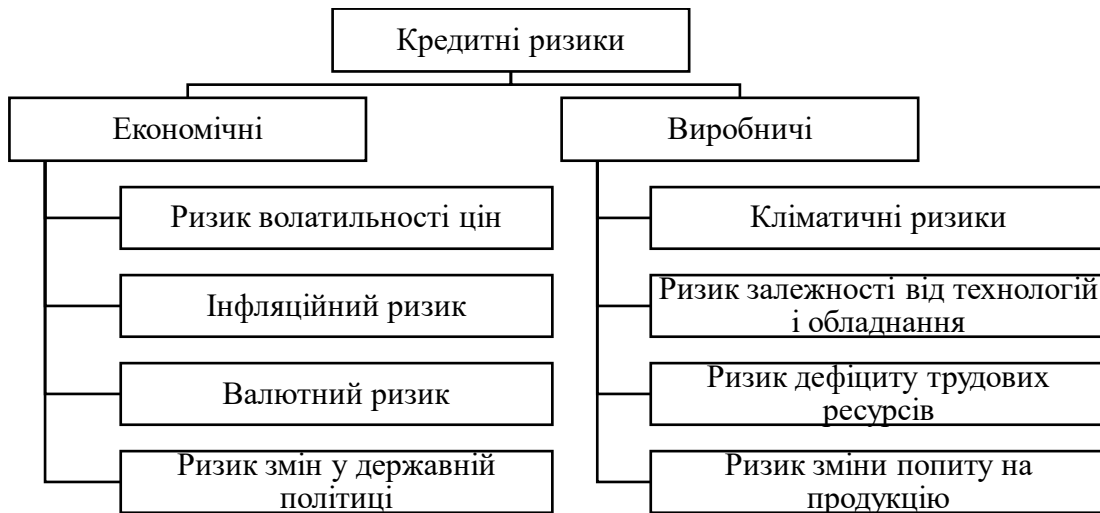 Кредитні ризики
Економічні
Ризик волатильності цін
Інфляційний ризик
Валютний ризик
Ризик змін у державній
політиці
Виробничі
Кліматичні ризики
Ризик залежності від технологій
і обладнання
Ризик дефіциту трудових
ресурсів
Ризик зміни попиту на
продукцію